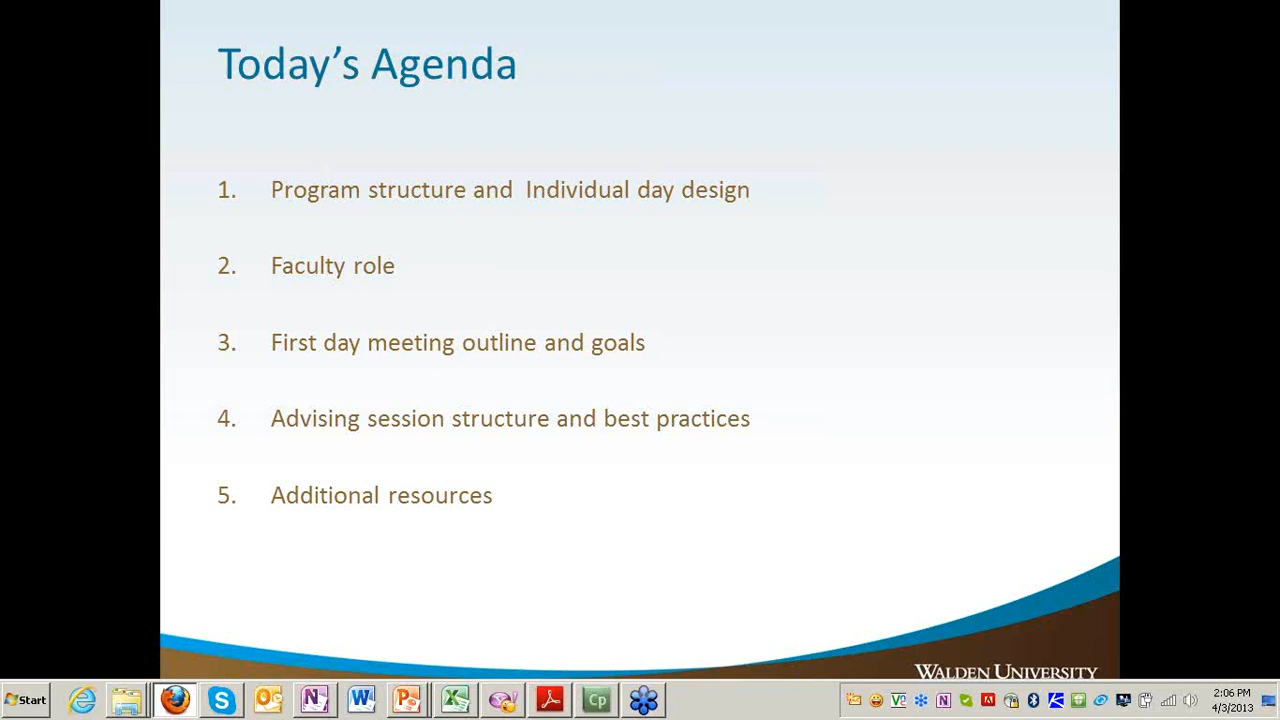 Today's Agenda
1. Program structure and Individual day design
2. Faculty role
3. First day meeting outline and goals
4. Advising session structure and best practices
5. Additional resources
WALDEN UNIVERSITY
Start
2:06 PM
4/3/2013